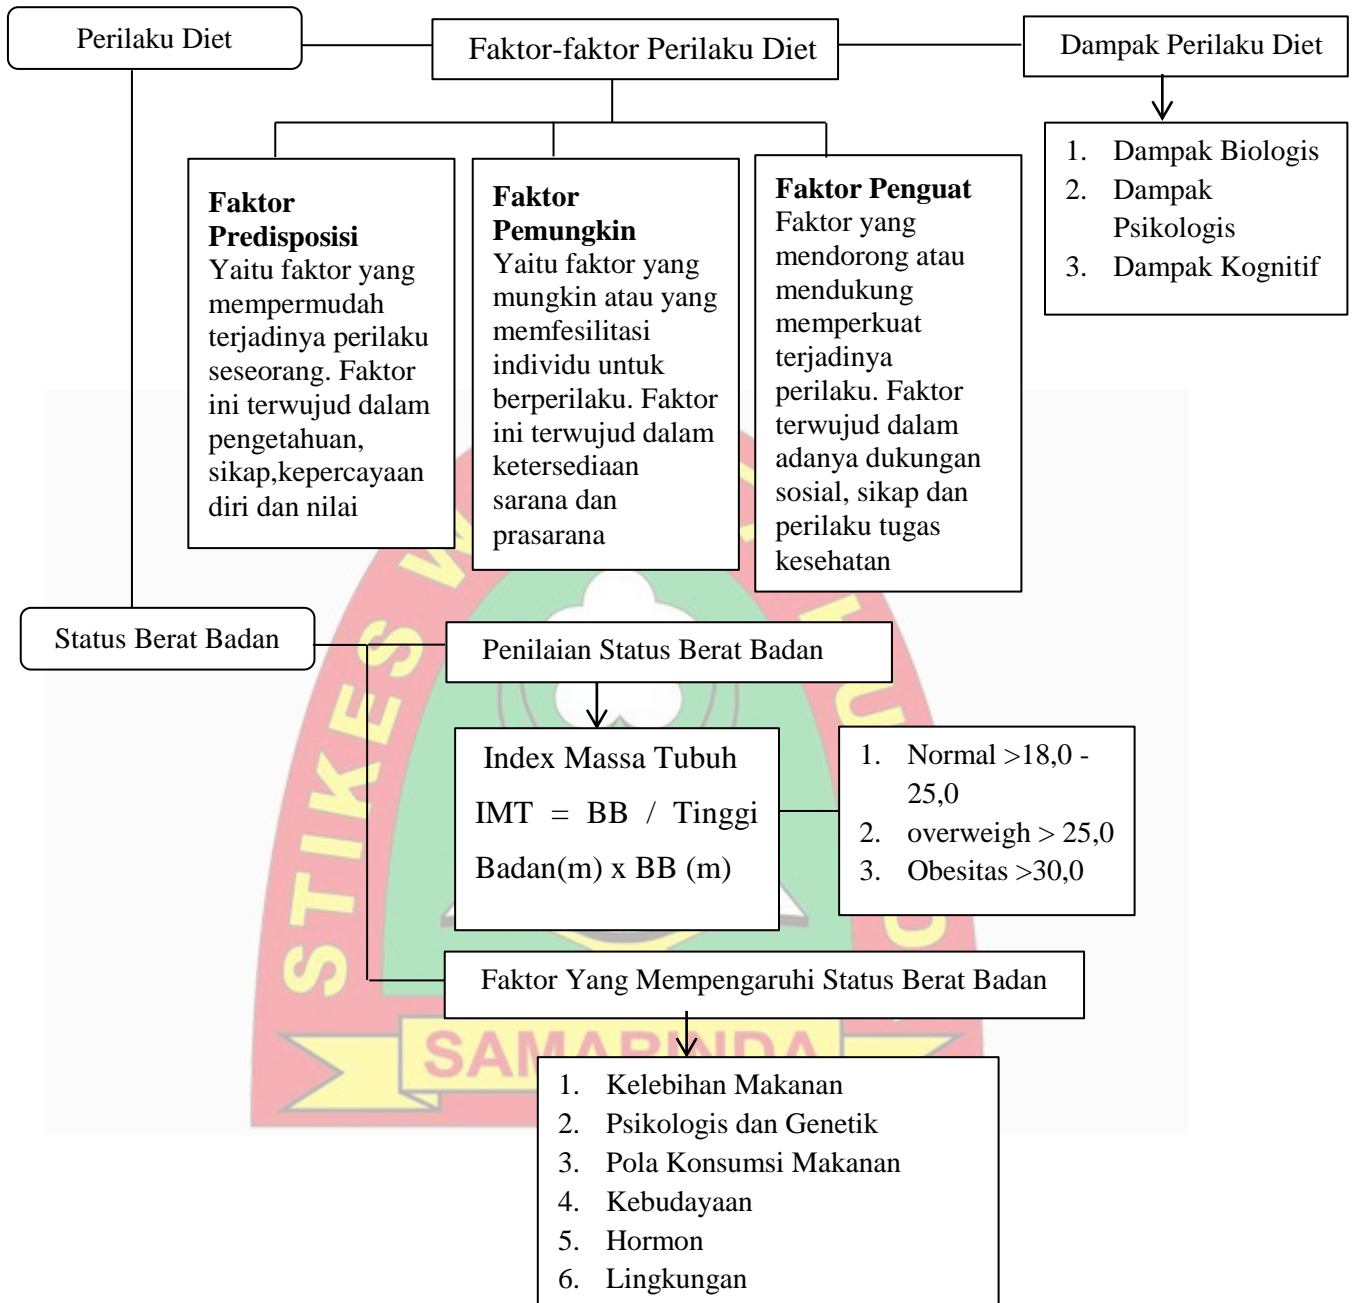 Perilaku Diet
Faktor-faktor Perilaku Diet
Dampak Perilaku Diet
1. Dampak Biologis
2. Dampak
Psikologis
3. Dampak Kognitif
Faktor
Predisposisi
Yaitu faktor yang
mempermudah
terjadinya perilaku
seseorang. Faktor
ini terwujud dalam
pengetahuan,
sikap,kepercayaan
diri dan nilai
Faktor
Pemungkin
Yaitu faktor yang
mungkin atau yang
memfesilitasi
individu untuk
berperilaku. Faktor
ini terwujud dalam
ketersediaan
sarana dan
prasarana
Faktor Penguat
Faktor yang
mendorong atau
mendukung
memperkuat
terjadinya
perilaku. Faktor
terwujud dalam
adanya dukungan
sosial, sikap dan
perilaku tugas
kesehatan
Status Berat Badan
Penilaian Status Berat Badan
Index Massa Tubuh
IMT = BB / Tinggi
Badan(m) x BB (m)
1. Normal >18,0 -
25,0
2. overweigh > 25,0
3. Obesitas >30,0
Faktor Yang Mempengaruhi Status Berat Badan
1. Kelebihan Makanan
2. Psikologis dan Genetik
3. Pola Konsumsi Makanan
4. Kebudayaan
5. Hormon
6. Lingkungan
STIKES
SAMARINDA